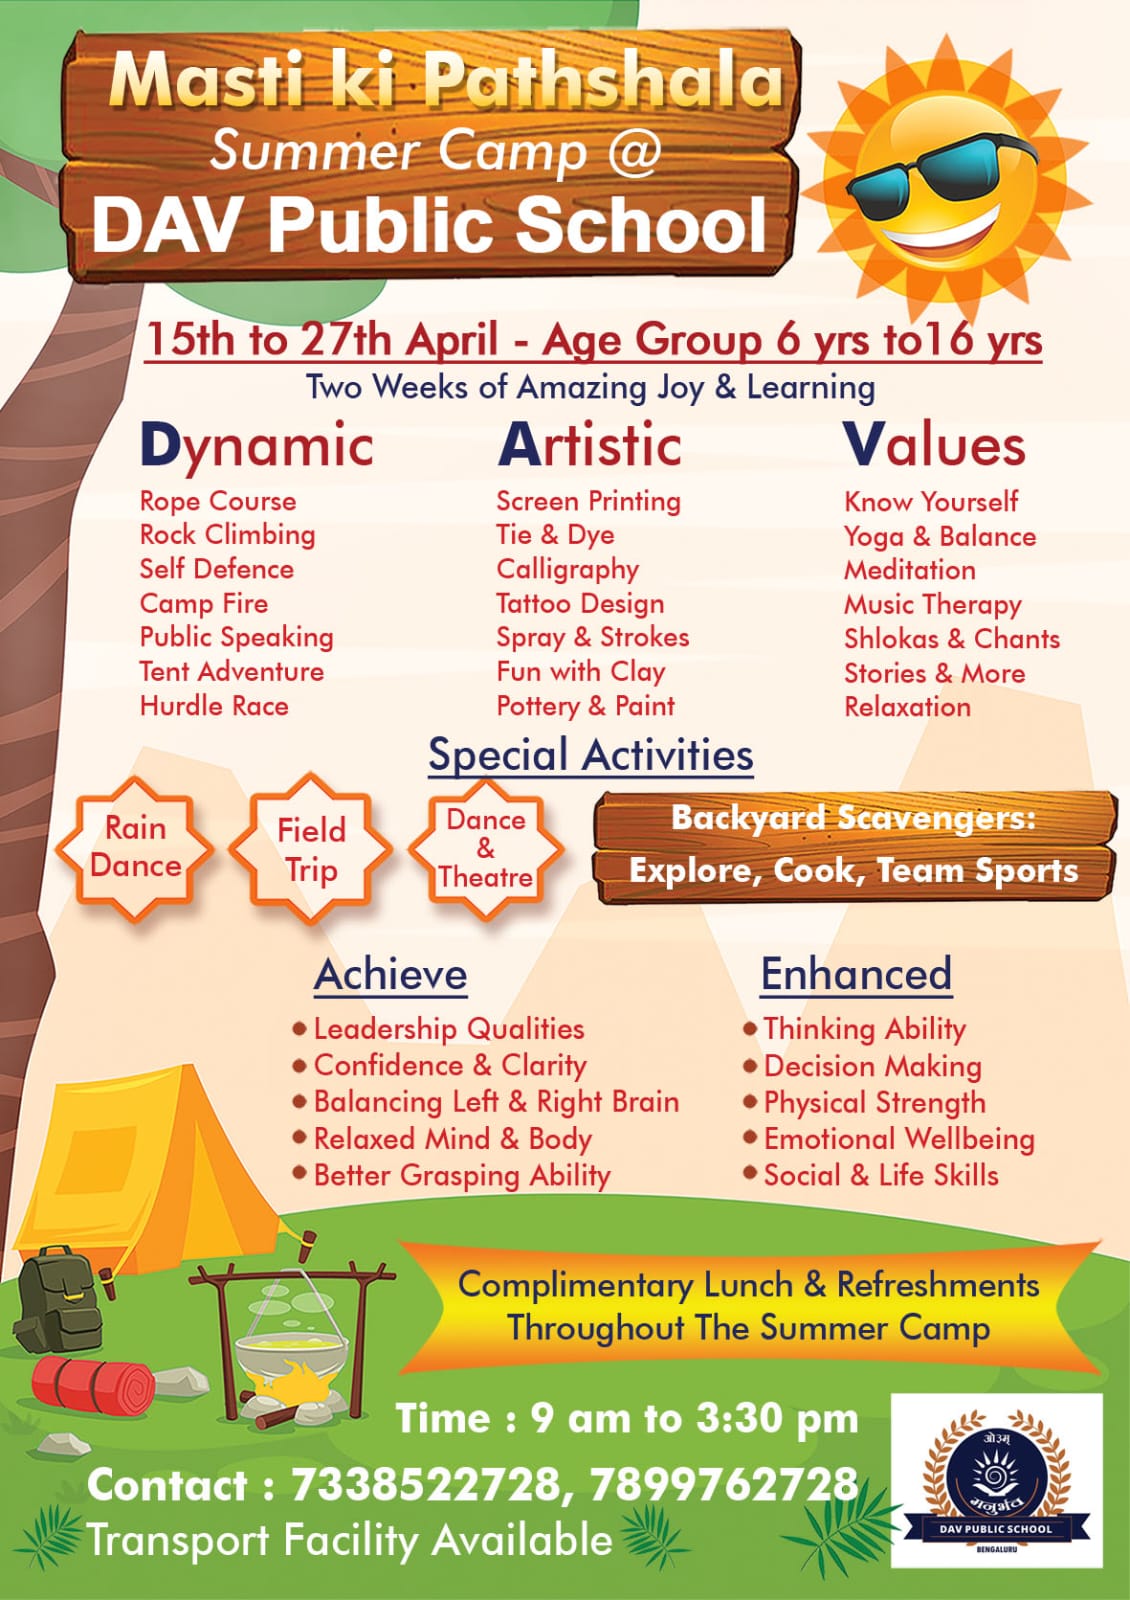 Masti ki Pathshala
Summer Camp @
DAV Public School
15th to 27th April - Age Group 6 yrs to16 yrs
Two Weeks of Amazing Joy & Learning
Dynamic
Rope Course
Rock Climbing
Self Defence
Camp Fire
Public Speaking
Tent Adventure
Hurdle Race
Artistic
Screen Printing
Tie & Dye
Calligraphy
Tattoo Design
Spray & Strokes
Fun with Clay
Pottery & Paint
Values
Know Yourself
Yoga & Balance
Meditation
Music Therapy
Shlokas & Chants
Stories & More
Relaxation
Special Activities
Rain
Dance
Field
Trip
Dance
&
Theatre
Backyard Scavengers:
Explore, Cook, Team Sports
Achieve
Leadership Qualities
Confidence & Clarity
Balancing Left & Right Brain
Relaxed Mind & Body
Better Grasping Ability
Enhanced
Thinking Ability
Decision Making
Physical Strength
Emotional Wellbeing
Social & Life Skills
Complimentary Lunch & Refreshments
Throughout The Summer Camp
Time : 9 am to 3:30 pm
Contact : 7338522728, 7899762728
Transport Facility Available
ओ३म्
मनुर्भव
DAV PUBLIC SCHOOL
BENGALURU